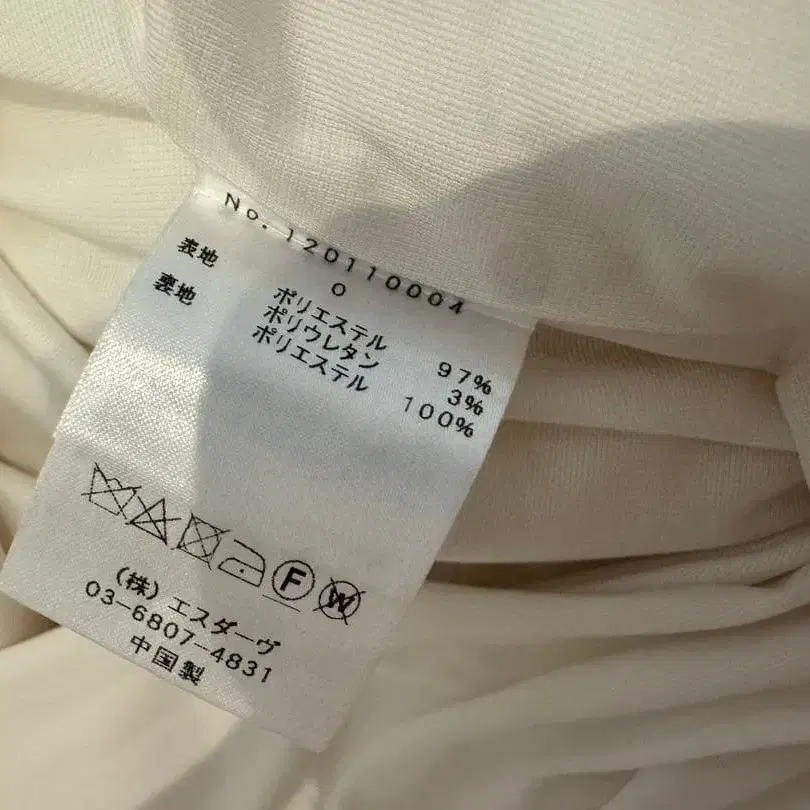 No. 120110004
0
表地 ポリエステル 97%
ポリウレタン 3%
裏地 ポリエステル 100%
F W
(株) エスダーヴ
03-6807-4831
中国製